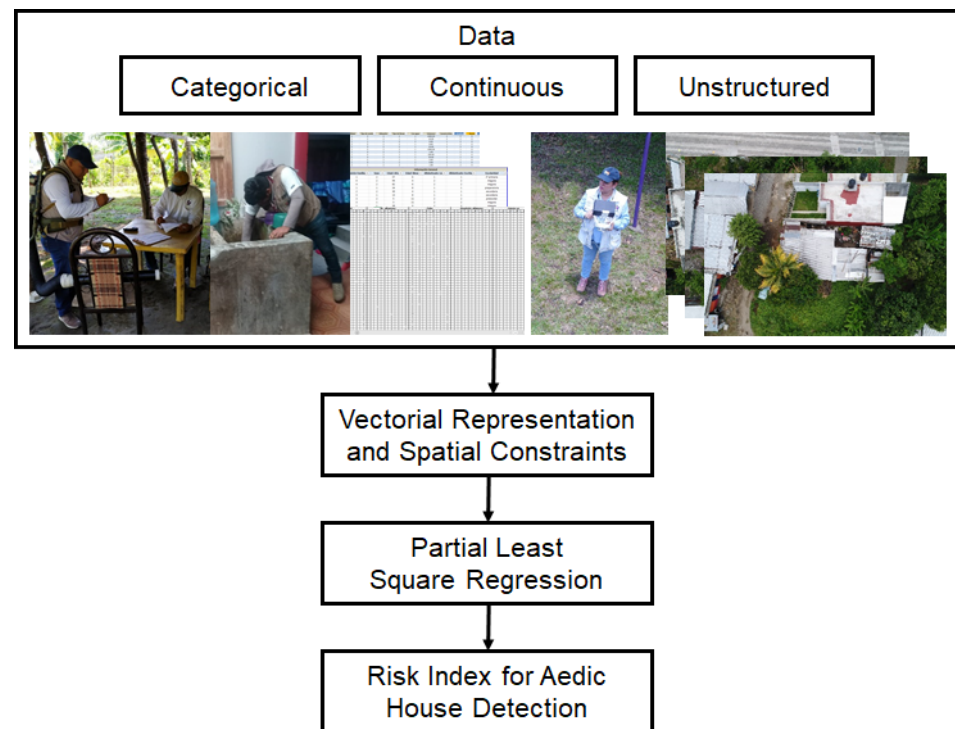 Data
Categorical
Continuous
Unstructured
Vectorial Representation
and Spatial Constraints
Partial Least
Square Regression
Risk Index for Aedic
House Detection